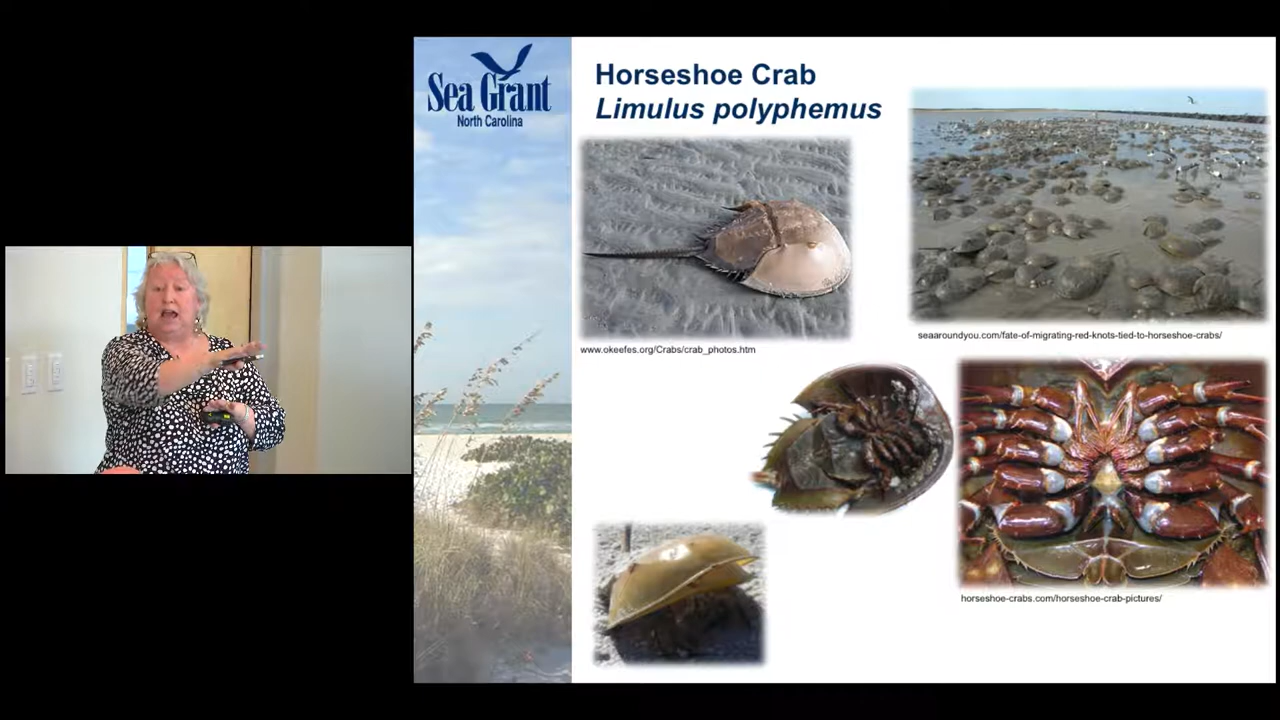 Sea Grant
North Carolina
Horseshoe Crab
Limulus polyphemus
www.okeefes.org/Crabs/crab_photos.htm
seaaroundyou.com/fate-of-migrating-red-knots-tied-to-horseshoe-crabs/
horseshoe-crabs.com/horseshoe-crab-pictures/